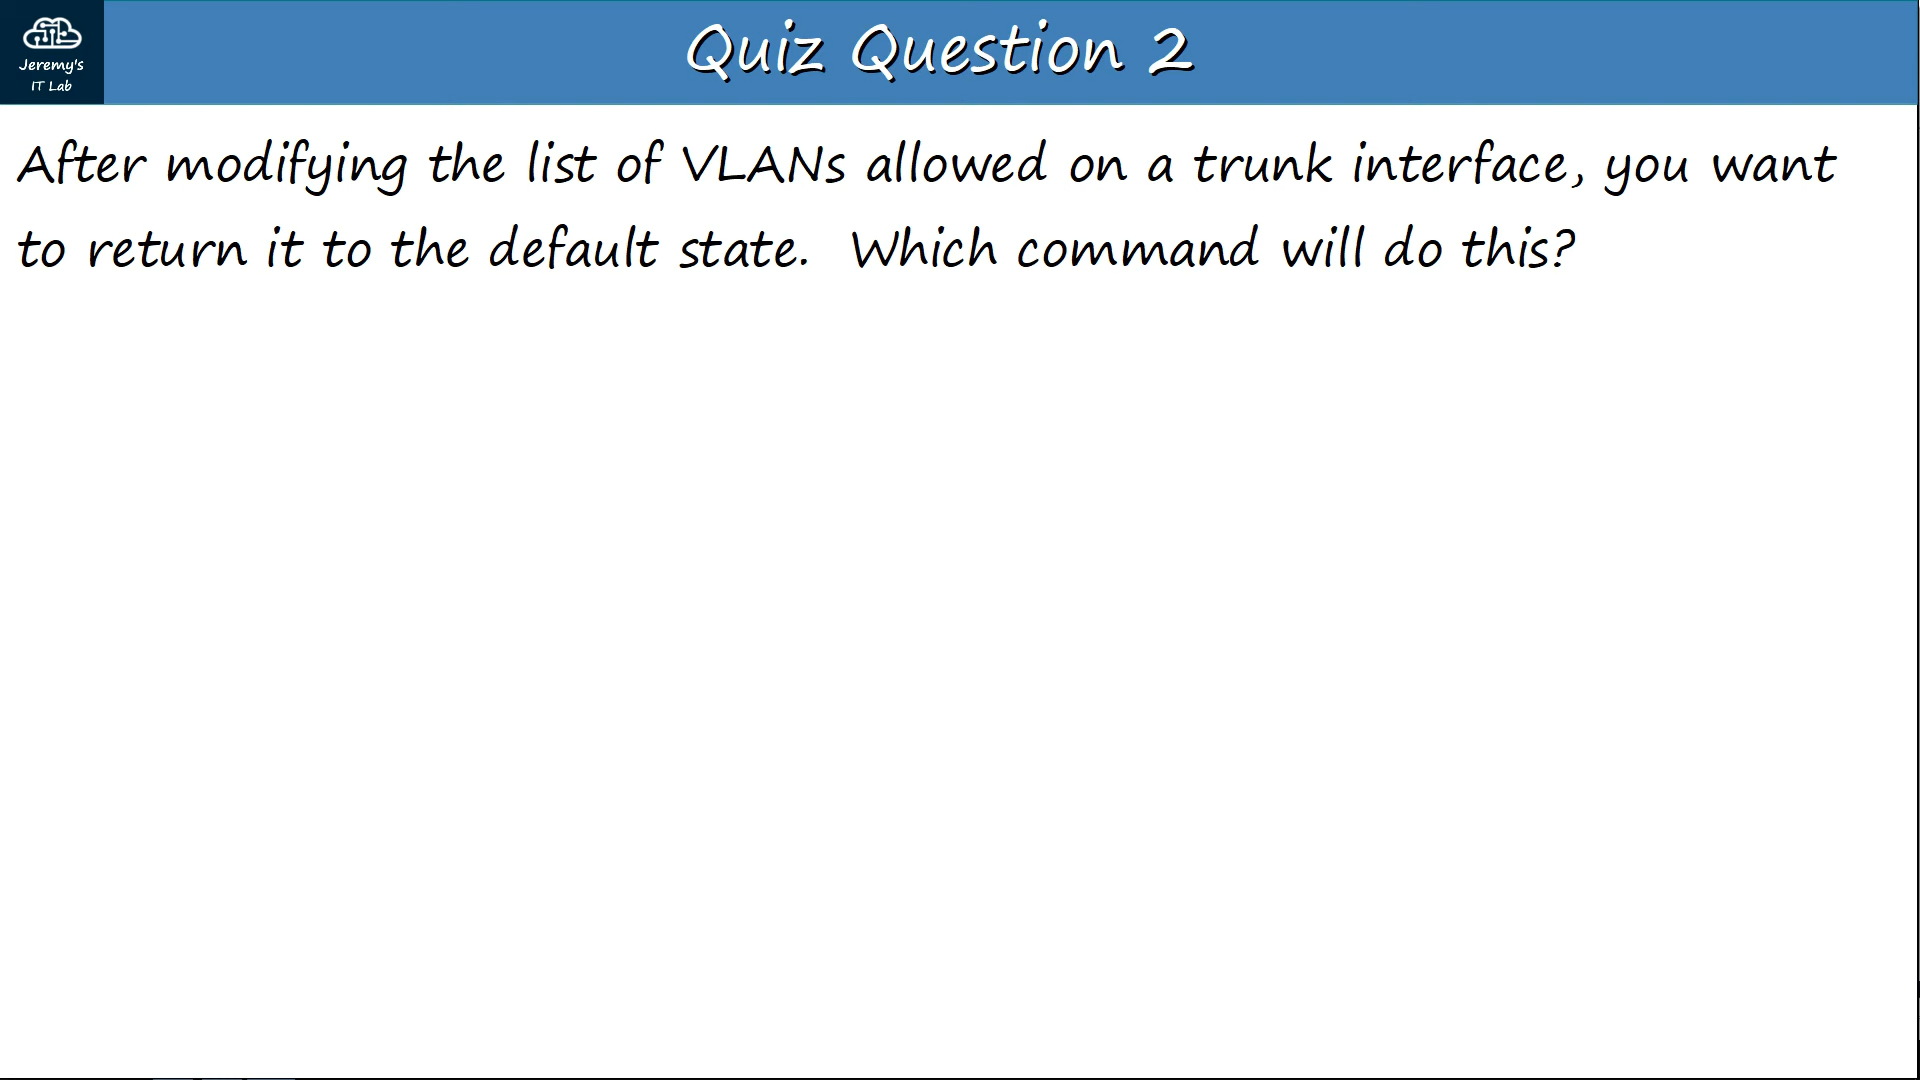 Jeremy's
IT Lab
Quiz Question 2
After modifying the list of VLANs allowed on a trunk interface, you want
to return it to the default state.  Which command will do this?